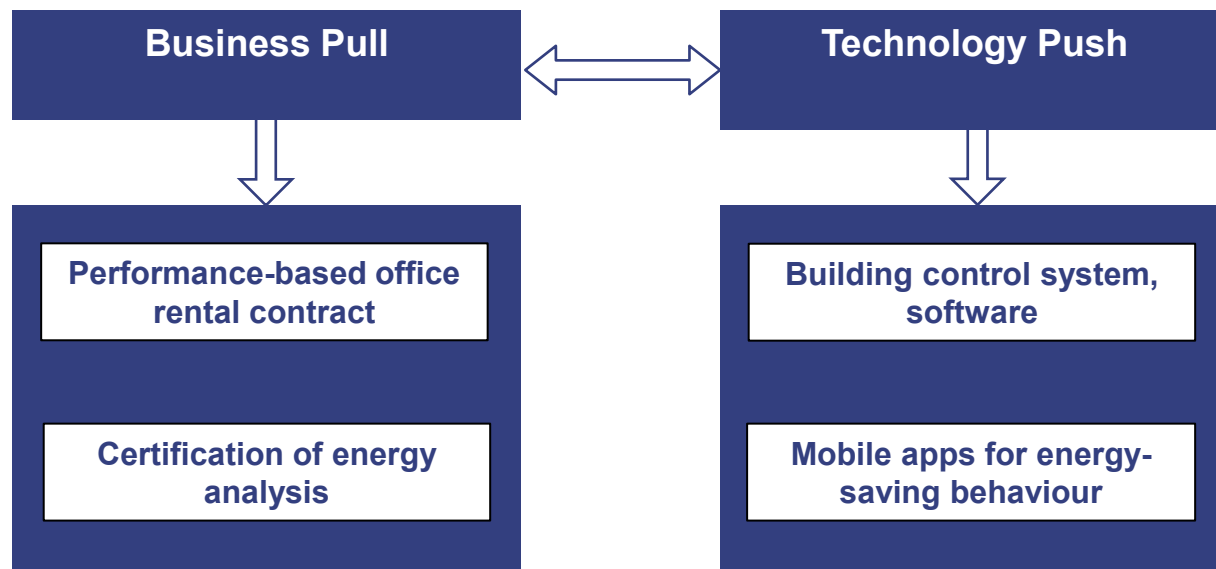 Business Pull
Technology Push
Performance-based office
rental contract
Certification of energy
analysis
Building control system,
software
Mobile apps for energy-
saving behaviour